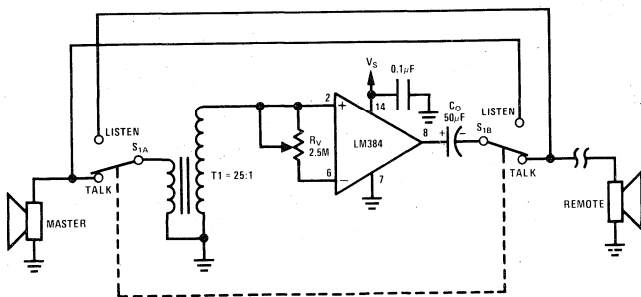 LISTEN
S1A
TALK
MASTER
T1 = 25:1
RV
2.5M
2
+
6
−
LM384
VS
14
0.1μF
8
7
CO
50μF
+
−
LISTEN
S1B
TALK
REMOTE